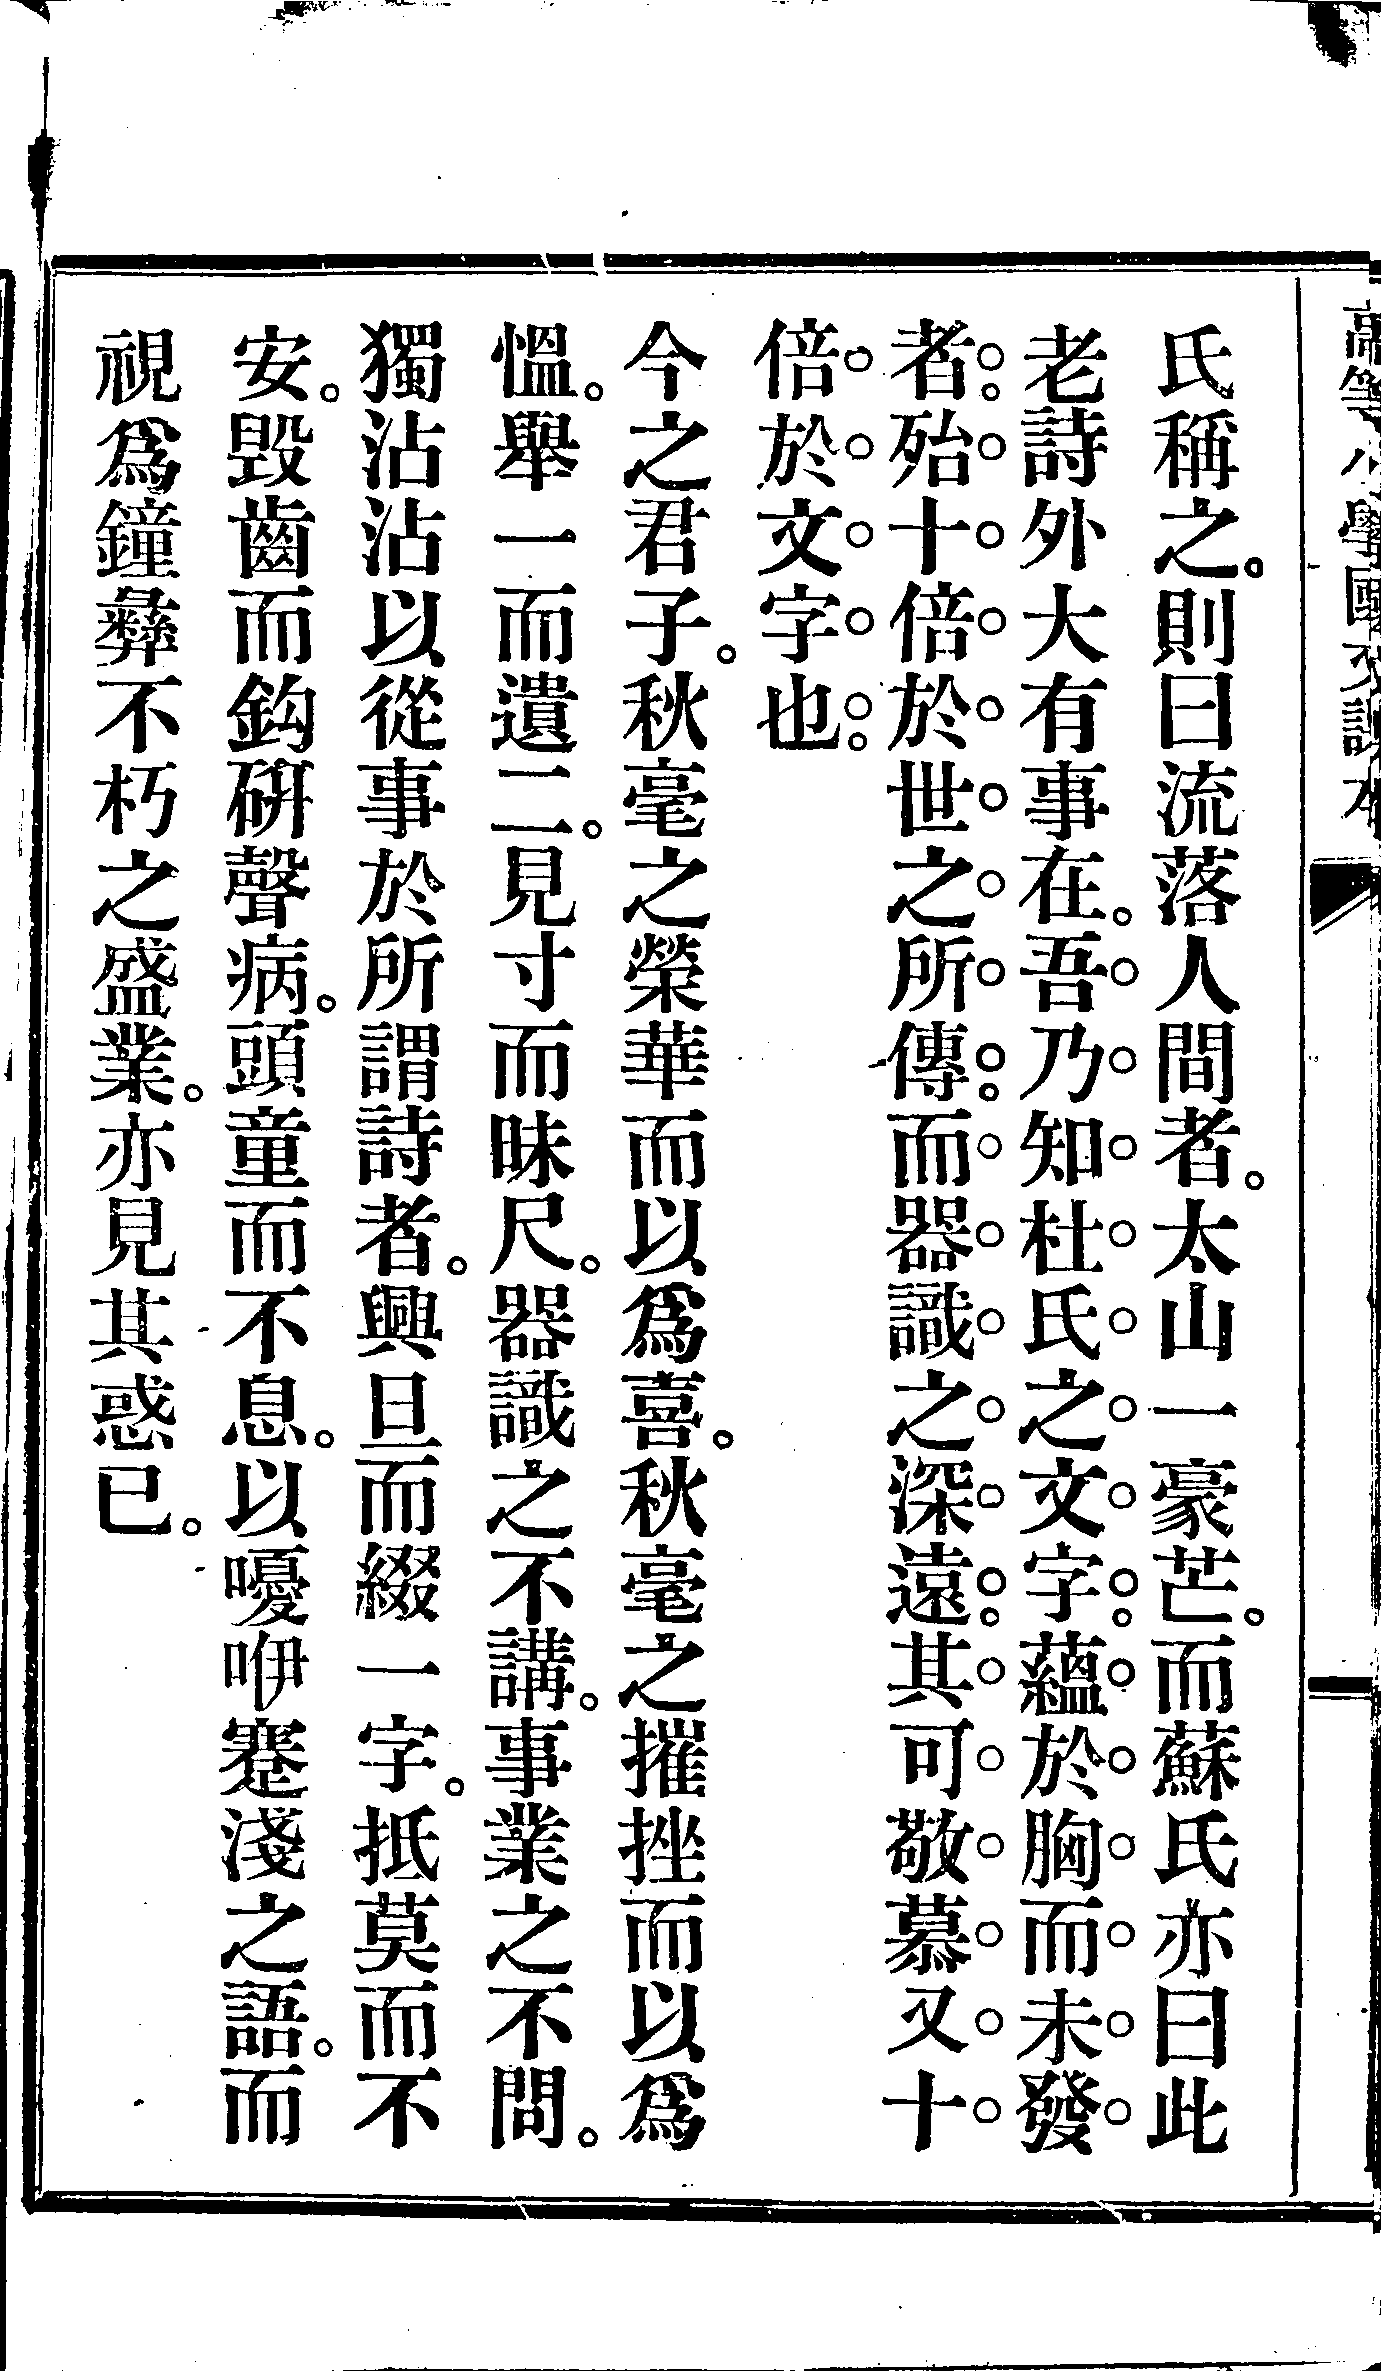 高等小學國文讀本
氏稱之。則曰流落人間者。太山一豪芒。而蘇氏亦曰此
老詩外大有事在。吾乃知杜氏之文字。蘊於胸而未發
者。殆十倍於世之所傳。而器識之深遠。其可敬慕又十
倍於文字也。
今之君子。秋毫之榮華而以爲喜。秋毫之摧挫而以爲
慍。舉一而遺二。見寸而昧尺。器識之不講。事業之不問。
獨沾沾以從事於所謂詩者。興旦而綴一字。抵莫而不
安。毀齒而鈎研聲病。頭童而不息。以嚘咿蹇淺之語。而
視爲鐘彝不朽之盛業。亦見其惑已。